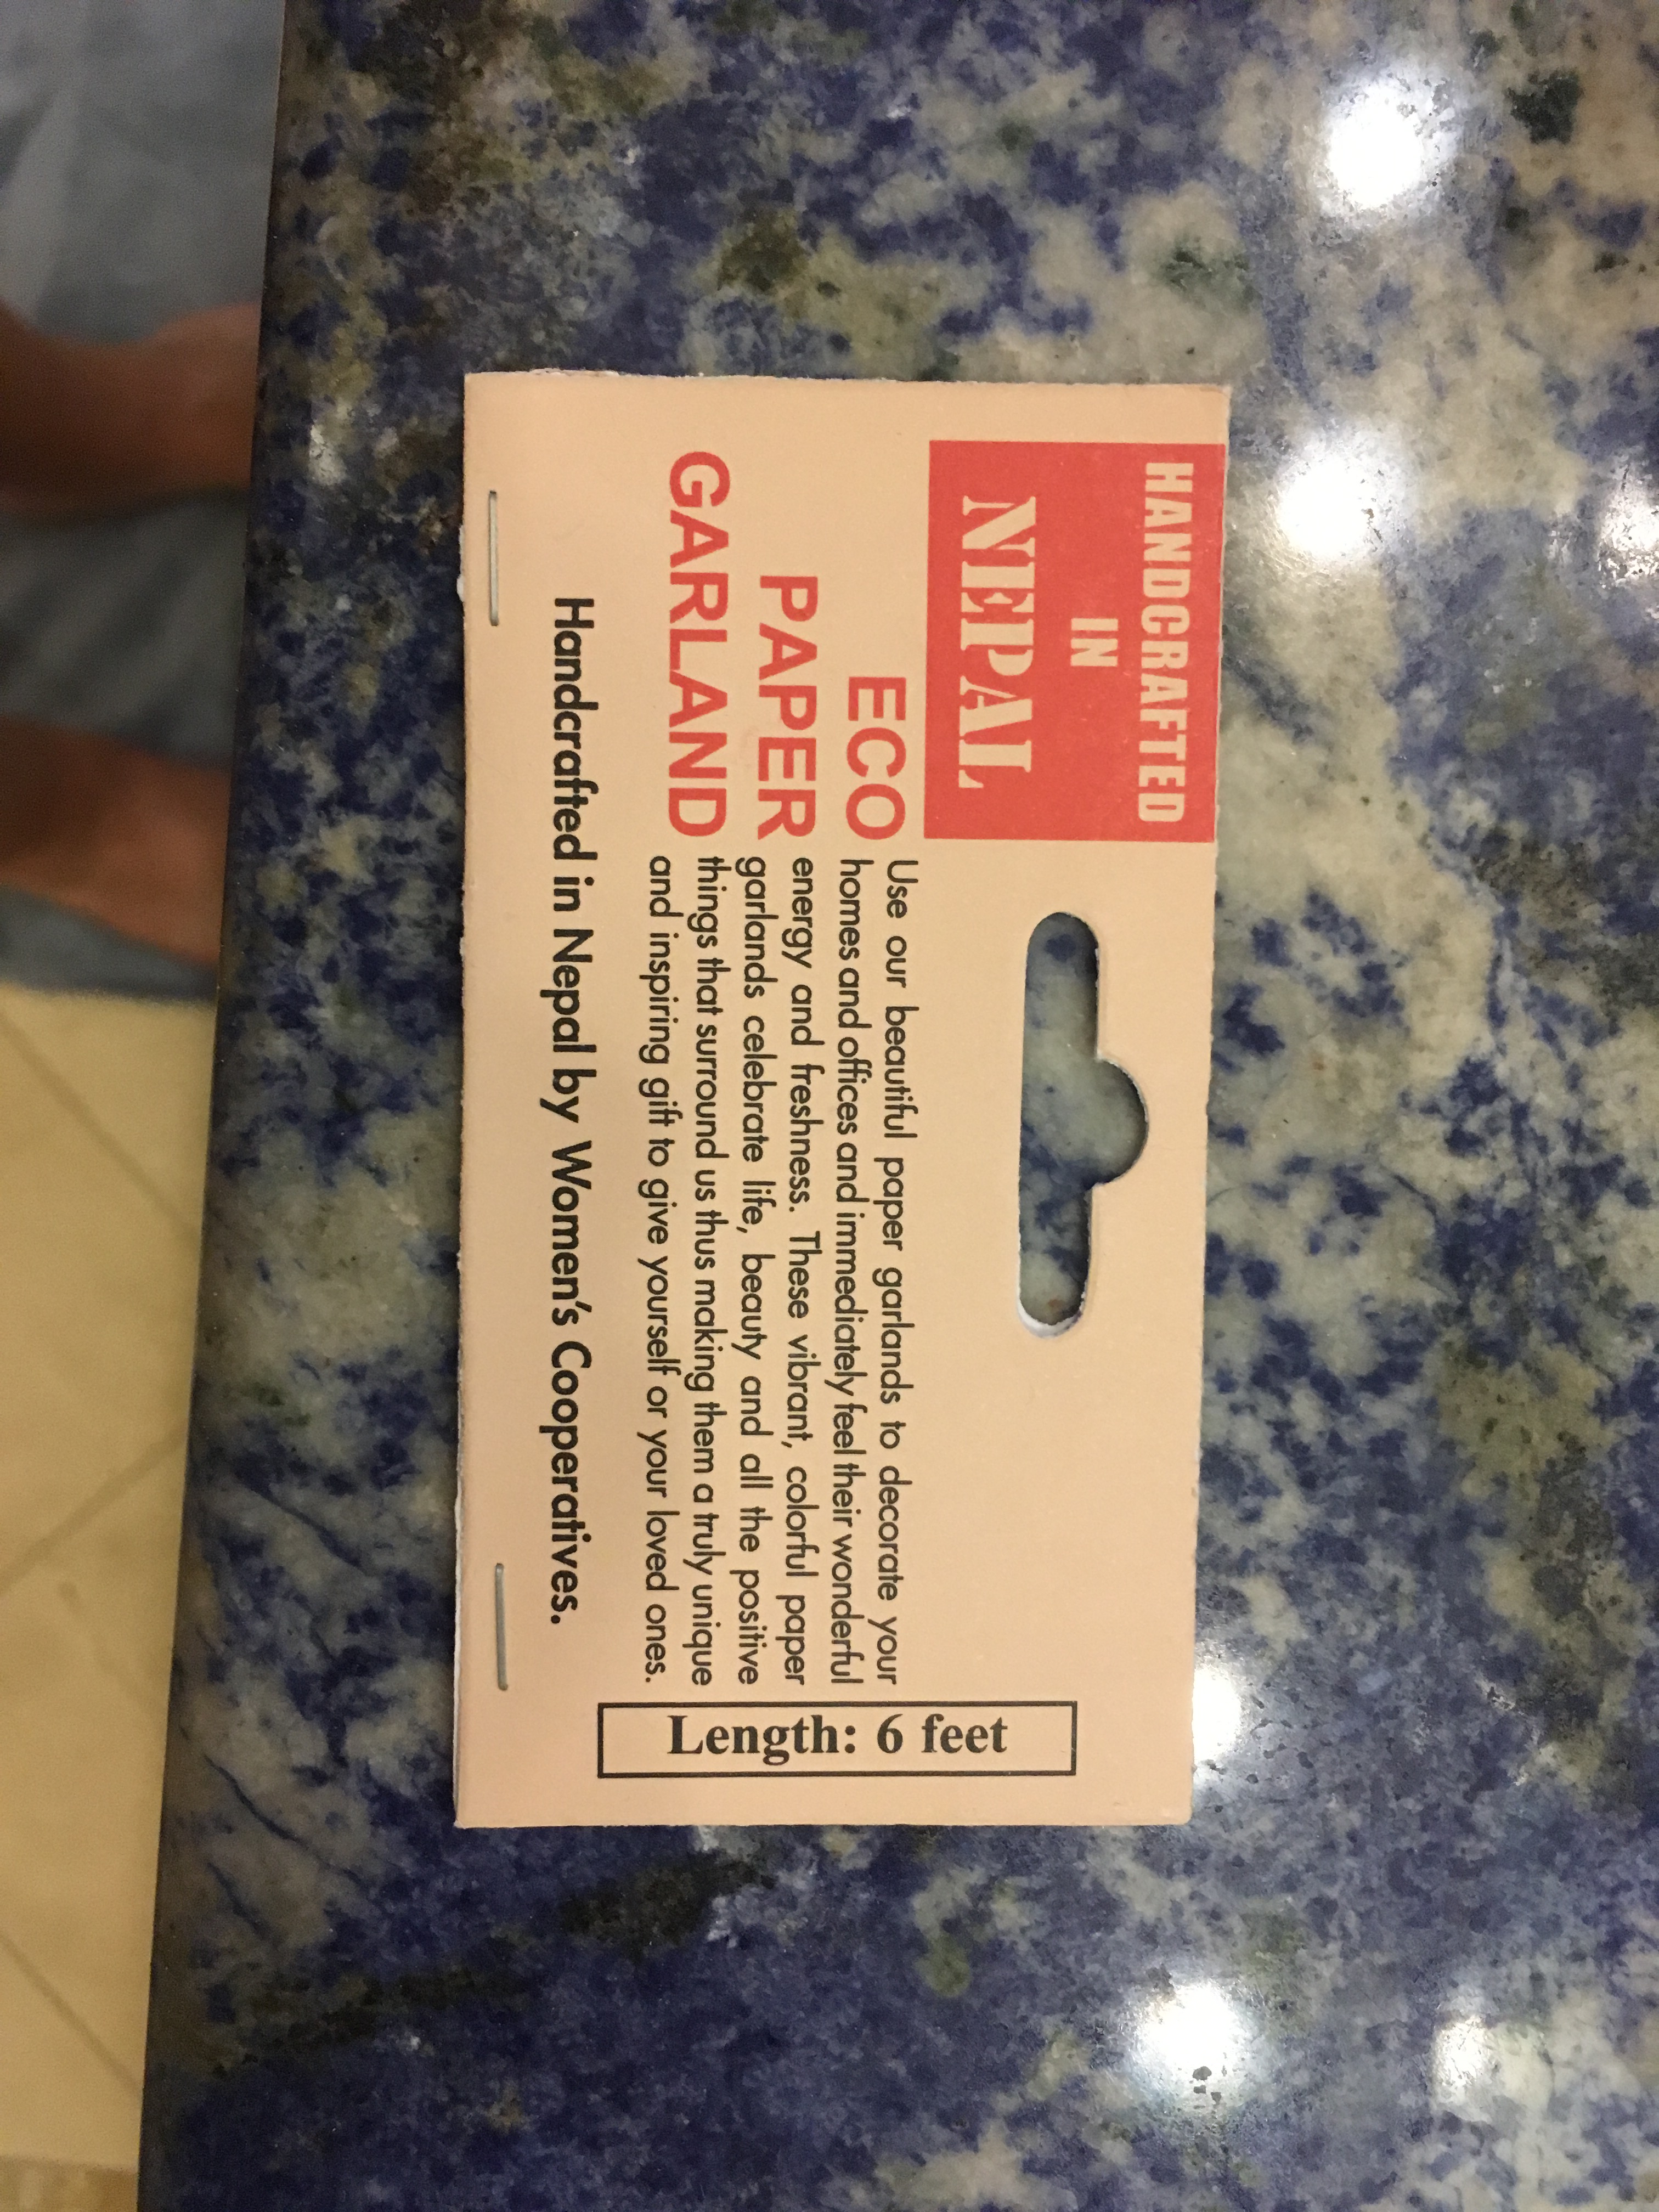 HANDCRAFTED
IN
NEPAL
ECO
PAPER
GARLAND
Use our beautiful paper garlands to decorate your
homes and offices and immediately feel their wonderful
energy and freshness. These vibrant, colorful paper
garlands celebrate life, beauty and all the positive
things that surround us thus making them a truly unique
and inspiring gift to give yourself or your loved ones.
Length: 6 feet
Handcrafted in Nepal by Women's Cooperatives.